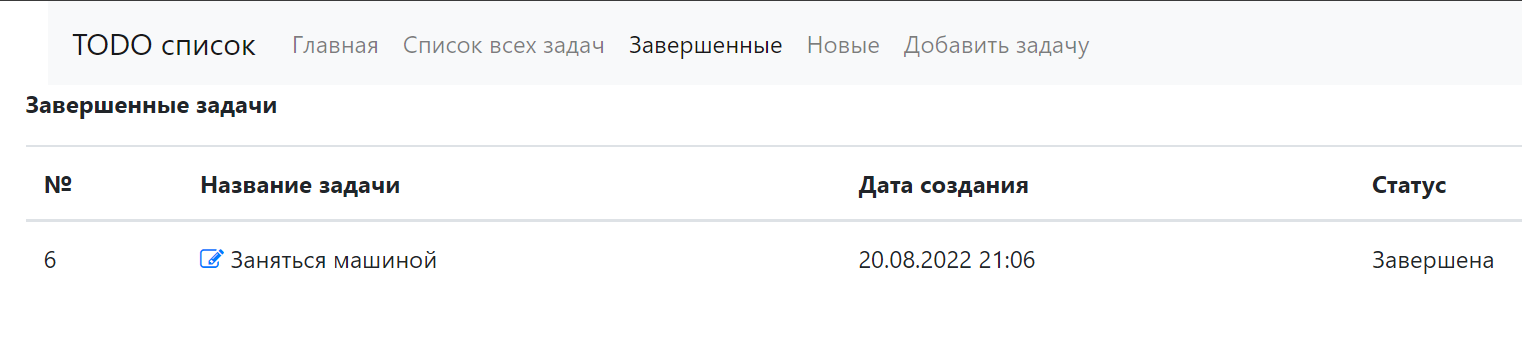 TODO список Главная Список всех задач Завершенные Новые Добавить задачу
Завершенные задачи
№ Название задачи Дата создания Статус
6 Заняться машиной 20.08.2022 21:06 Завершена